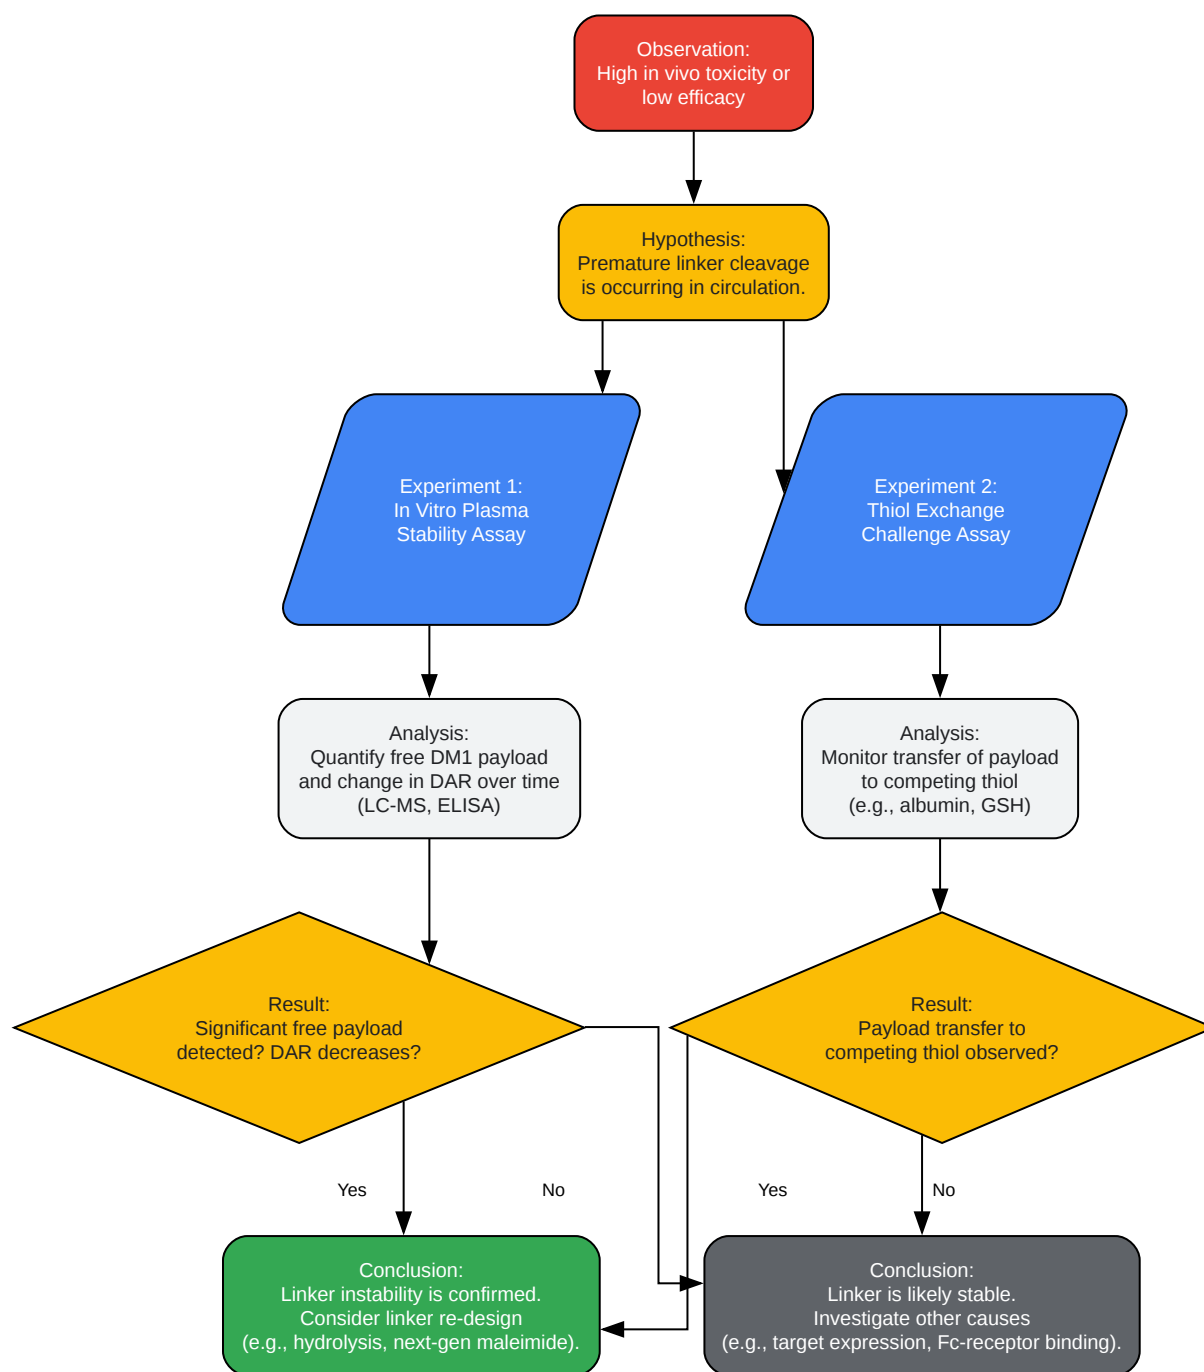 Observation:
High in vivo toxicity or
low efficacy
Hypothesis:
Premature linker cleavage
is occurring in circulation.
Experiment 1:
In Vitro Plasma
Stability Assay
Experiment 2:
Thiol Exchange
Challenge Assay
Analysis:
Quantify free DM1 payload
and change in DAR over time
(LC-MS, ELISA)
Analysis:
Monitor transfer of payload
to competing thiol
(e.g., albumin, GSH)
Result:
Significant free payload
detected? DAR decreases?
Result:
Payload transfer to
competing thiol observed?
Yes
No
Yes
No
Conclusion:
Linker instability is confirmed.
Consider linker re-design
(e.g., hydrolysis, next-gen maleimide).
Conclusion:
Linker is likely stable.
Investigate other causes
(e.g., target expression, Fc-receptor binding).